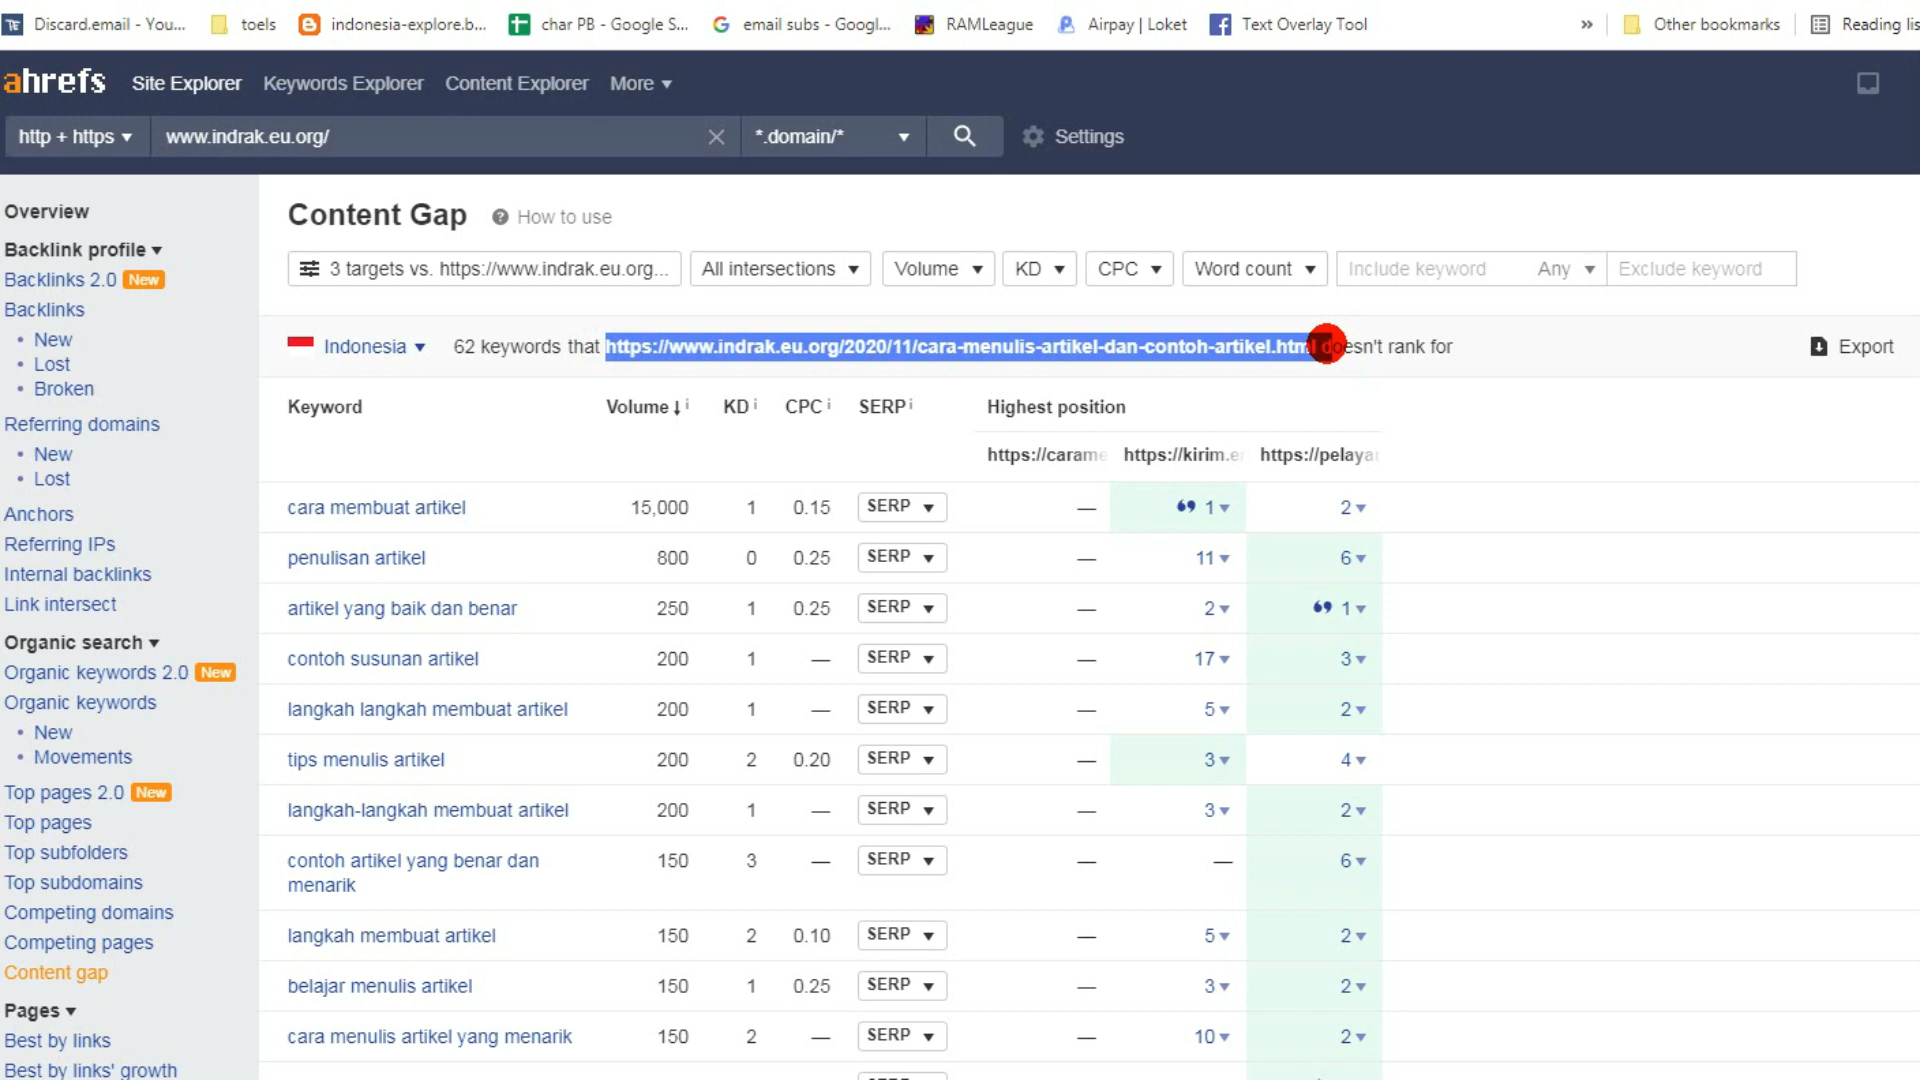 Discard.email - You... toels indonesia-explore.b... char PB - Google S... email subs - Googl... RAMLeague Airpay | Loket Text Overlay Tool » Other bookmarks Reading lis
ahrefs Site Explorer Keywords Explorer Content Explorer More
http + https www.indrak.eu.org/ *.domain/* Settings
Overview
Backlink profile
Backlinks 2.0 New
Backlinks
• New
• Lost
• Broken
Referring domains
• New
• Lost
Anchors
Referring IPs
Internal backlinks
Link intersect
Organic search
Organic keywords 2.0 New
Organic keywords
• New
• Movements
Top pages 2.0 New
Top pages
Top subfolders
Top subdomains
Competing domains
Competing pages
Content gap
Pages
Best by links
Best by links' growth
Content Gap ? How to use
3 targets vs. https://www.indrak.eu.org... All intersections Volume KD CPC Word count Include keyword Any Exclude keyword
Indonesia 62 keywords that https://www.indrak.eu.org/2020/11/cara-menulis-artikel-dan-contoh-artikel.html doesn't rank for Export
Keyword Volume ↓ i KD i CPC i SERP i Highest position
https://carame https://kirim.e https://pelaya
cara membuat artikel 15,000 1 0.15 SERP — 1 2
penulisan artikel 800 0 0.25 SERP — 11 6
artikel yang baik dan benar 250 1 0.25 SERP — 2 1
contoh susunan artikel 200 1 — SERP — 17 3
langkah langkah membuat artikel 200 1 — SERP — 5 2
tips menulis artikel 200 2 0.20 SERP — 3 4
langkah-langkah membuat artikel 200 1 — SERP — 3 2
contoh artikel yang benar dan 150 3 — SERP — — 6
menarik
langkah membuat artikel 150 2 0.10 SERP — 5 2
belajar menulis artikel 150 1 0.25 SERP — 3 2
cara menulis artikel yang menarik 150 2 — SERP — 10 2